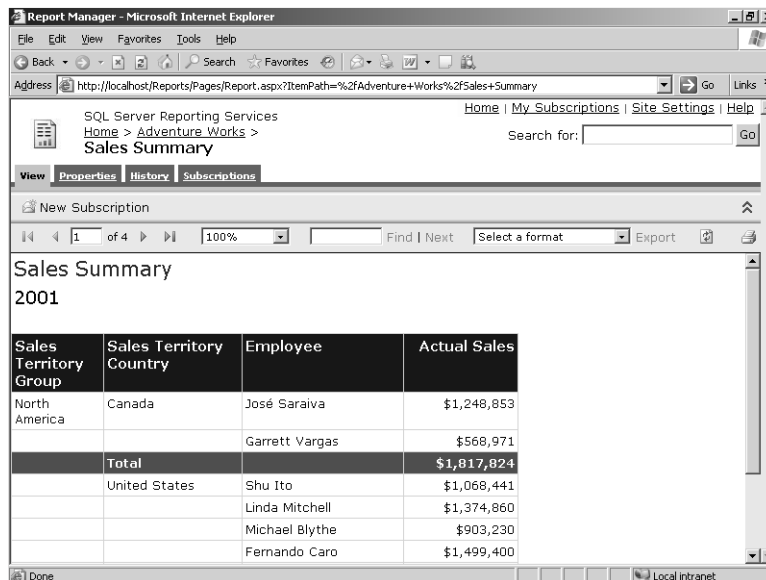 Report Manager - Microsoft Internet Explorer
File Edit View Favorites Tools Help
Back Search Favorites
Address http://localhost/Reports/Pages/Report.aspx?ItemPath=%2fAdventure+Works%2fSales+Summary Go Links
SQL Server Reporting Services
Home | My Subscriptions | Site Settings | Help
Home > Adventure Works >
Sales Summary
Search for: Go
View Properties History Subscriptions
New Subscription
1 of 4 100% Find | Next Select a format Export
Sales Summary
2001
Sales Territory Group Sales Territory Country Employee Actual Sales
North America Canada José Saraiva $1,248,853
Garrett Vargas $568,971
Total $1,817,824
United States Shu Ito $1,068,441
Linda Mitchell $1,374,860
Michael Blythe $903,230
Fernando Caro $1,499,400
Done Local intranet